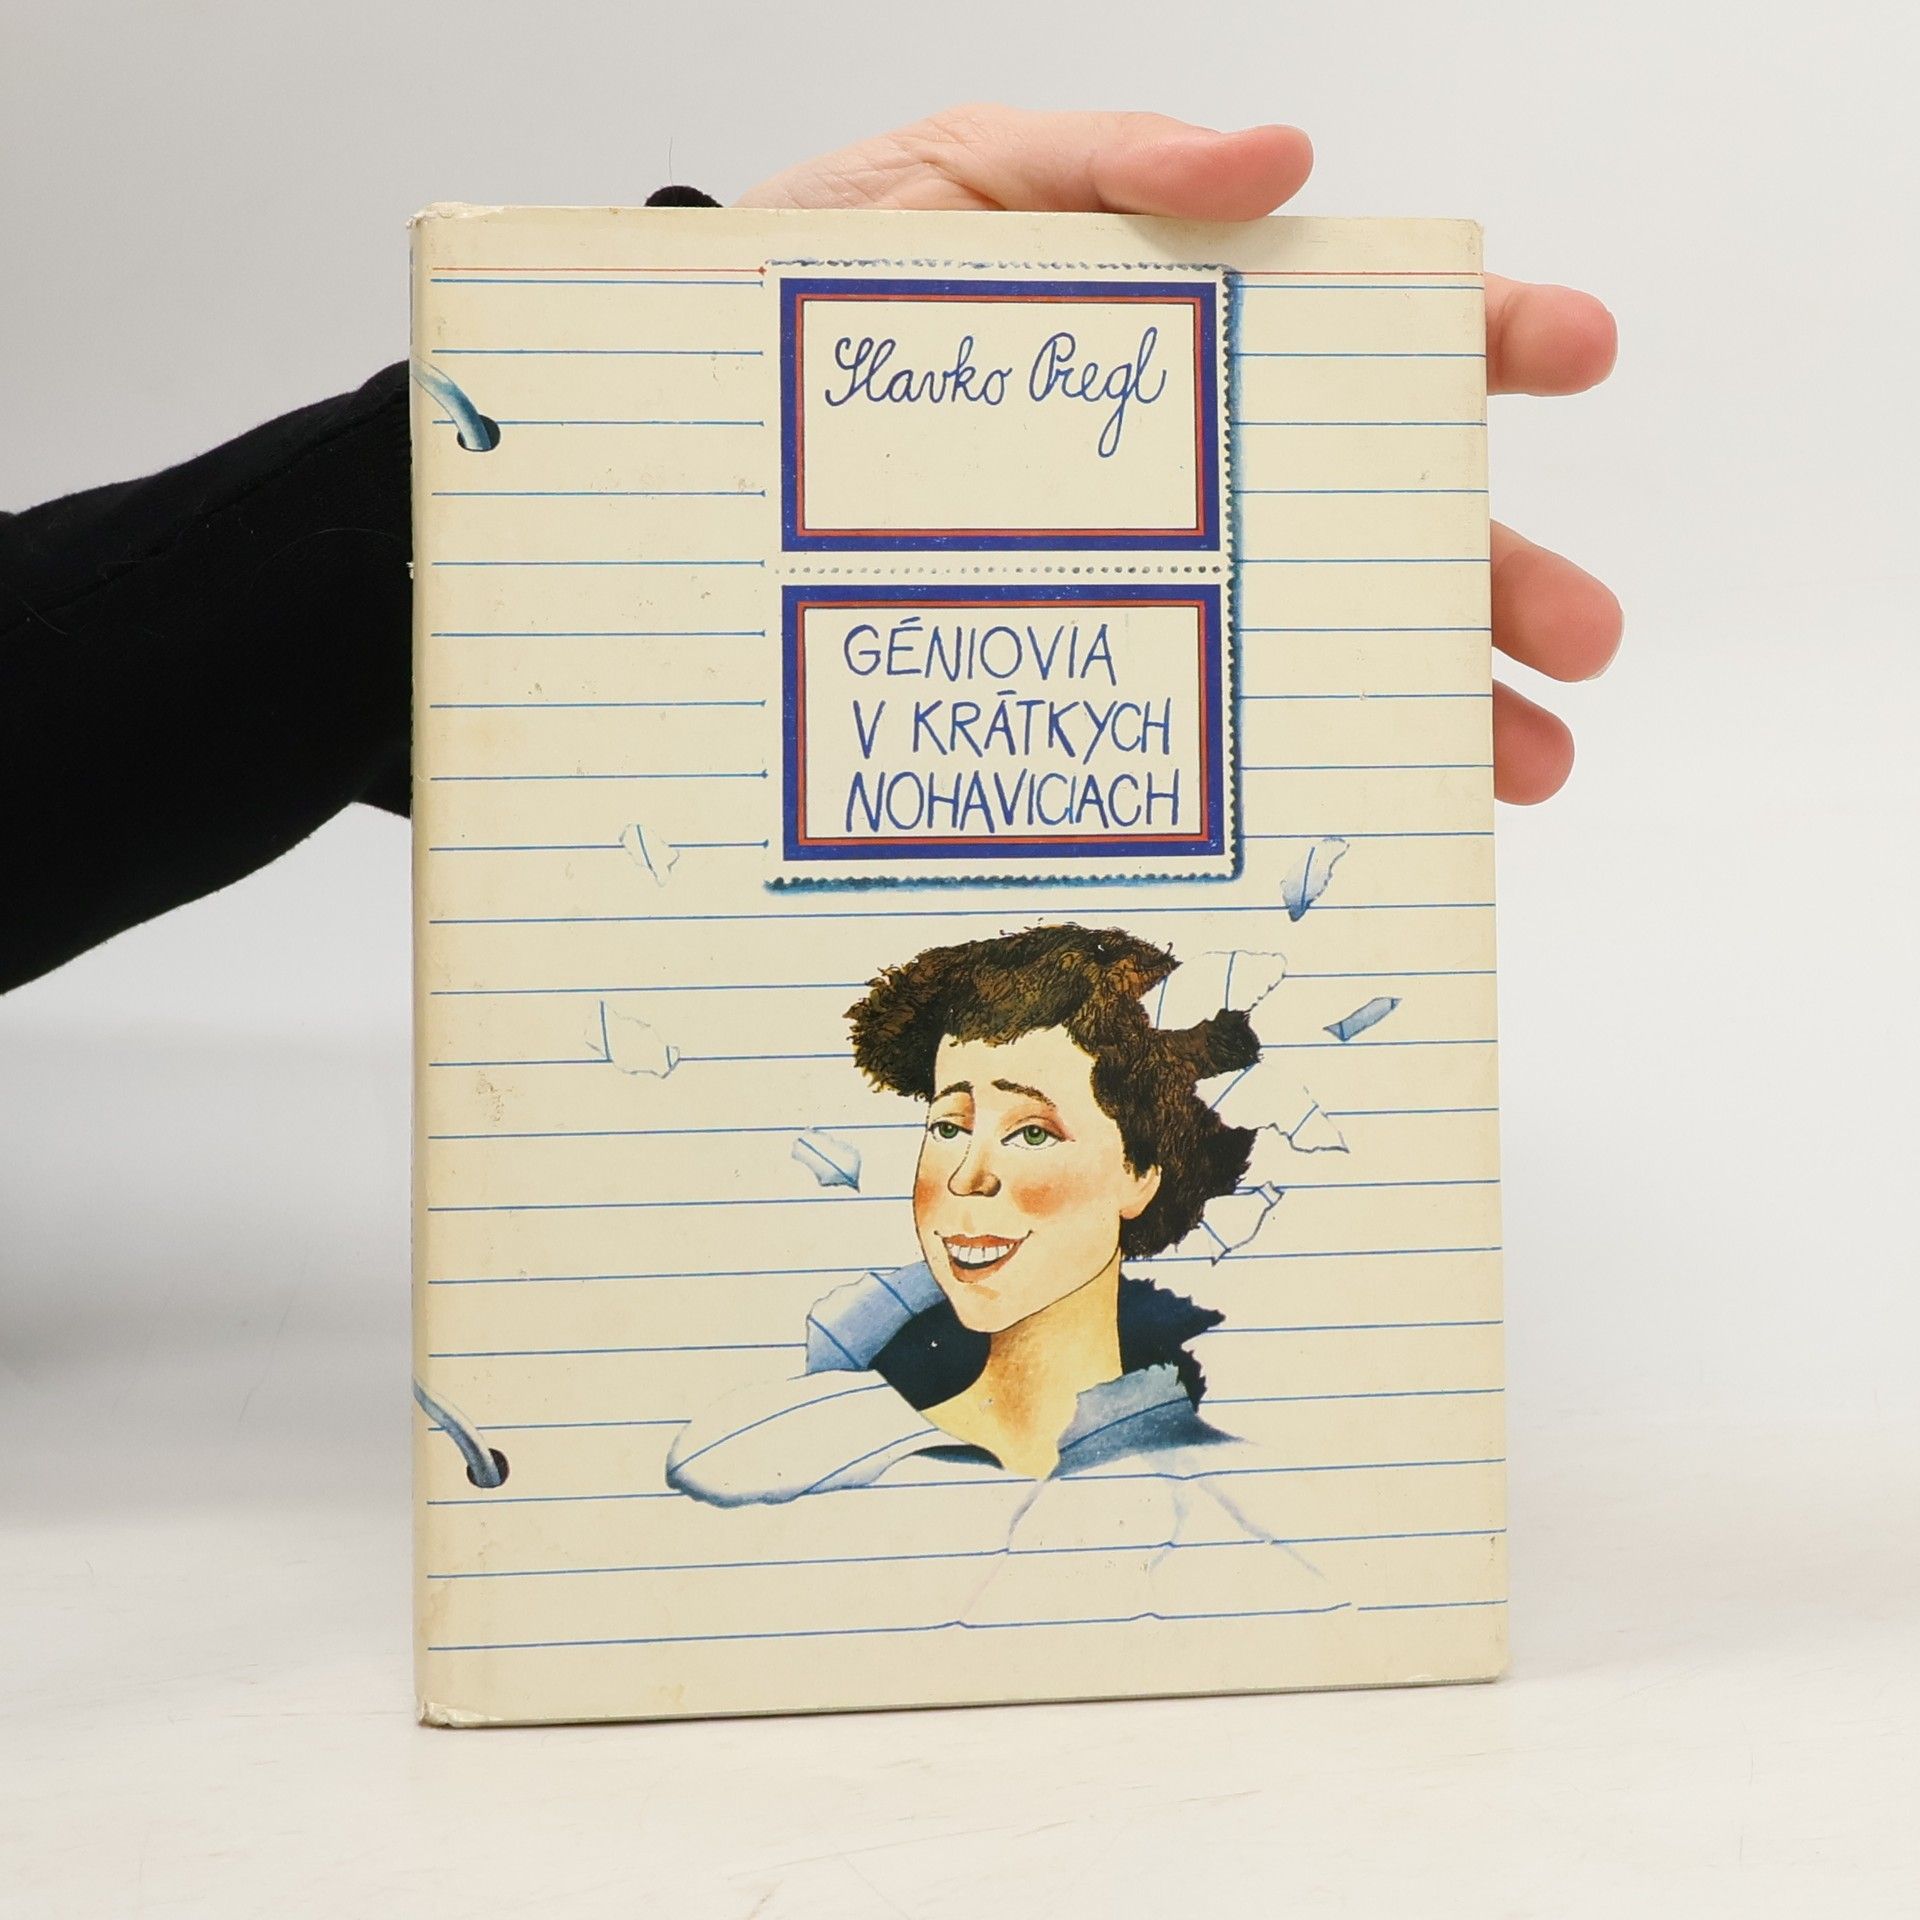 Slavko Pregl
GÉNIOVIA
V KRÁTKYCH
NOHAVICIACH